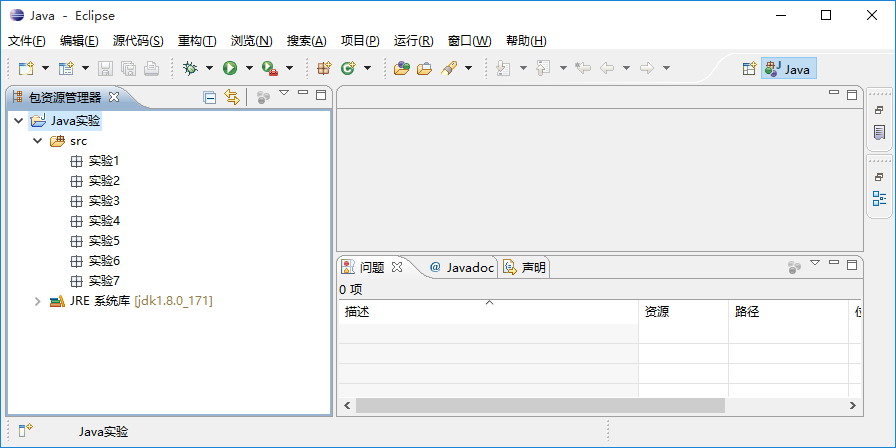 Java - Eclipse
文件(F) 编辑(E) 源代码(S) 重构(T) 浏览(N) 搜索(A) 项目(P) 运行(R) 窗口(W) 帮助(H)
Java
包资源管理器
Java实验
src
实验1
实验2
实验3
实验4
实验5
实验6
实验7
JRE 系统库 [jdk1.8.0_171]
问题 @ Javadoc 声明
0 项
描述 资源 路径
Java实验